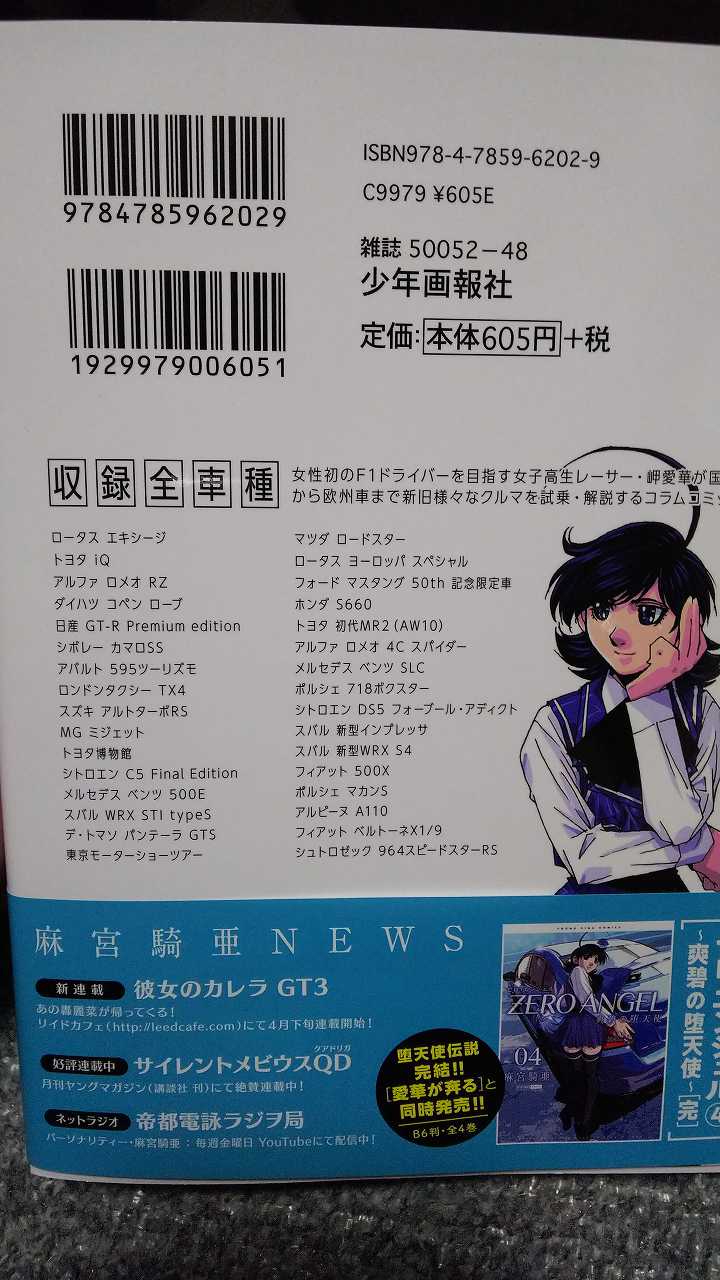 9784785962029
ISBN978-4-7859-6202-9
C9979 ¥605E
雑誌 50052-48
少年画報社
1929979006051
定価:本体605円+税
収録全車種
女性初のF1ドライバーを目指す女子高生レーサー・岬愛華が国
から欧州車まで新旧様々なクルマを試乗・解説するコラムコミッ
ロータス エキシージ
トヨタ iQ
アルファ ロメオ RZ
ダイハツ コペン ローブ
日産 GT-R Premium edition
シボレー カマロSS
アバルト 595ツーリズモ
ロンドンタクシー TX4
スズキ アルトターボRS
MG ミジェット
トヨタ博物館
シトロエン C5 Final Edition
メルセデス ベンツ 500E
スバル WRX STI typeS
デ・トマソ パンテーラ GTS
東京モーターショーツアー
マツダ ロードスター
ロータス ヨーロッパ スペシャル
フォード マスタング 50th 記念限定車
ホンダ S660
トヨタ 初代MR2(AW10)
アルファ ロメオ 4C スパイダー
メルセデス ベンツ SLC
ポルシェ 718ボクスター
シトロエン DS5 フォーブール・アディクト
スバル 新型インプレッサ
スバル 新型WRX S4
フィアット 500X
ポルシェ マカンS
アルピーヌ A110
フィアット ベルトーネX1/9
シュトロゼック 964スピードスターRS
麻宮騎亜NEWS
新連載 彼女のカレラ GT3
あの轟麗菜が帰ってくる!
リイドカフェ(http://leedcafe.com)にて4月下旬連載開始!
クアドリガ
好評連載中 サイレントメビウスQD
月刊ヤングマガジン(講談社 刊)にて絶賛連載中!
ネットラジオ 帝都電詠ラジヲ局
パーソナリティー・麻宮騎亜:毎週金曜日 YouTubeにて配信中!
堕天使伝説
完結!!
[愛華が奔る]と
同時発売!!
B6判・全4巻
YOUNG KING COMICS
ZERO ANGEL
の堕天使
04
麻宮騎亜
～爽碧の堕天使～[完]